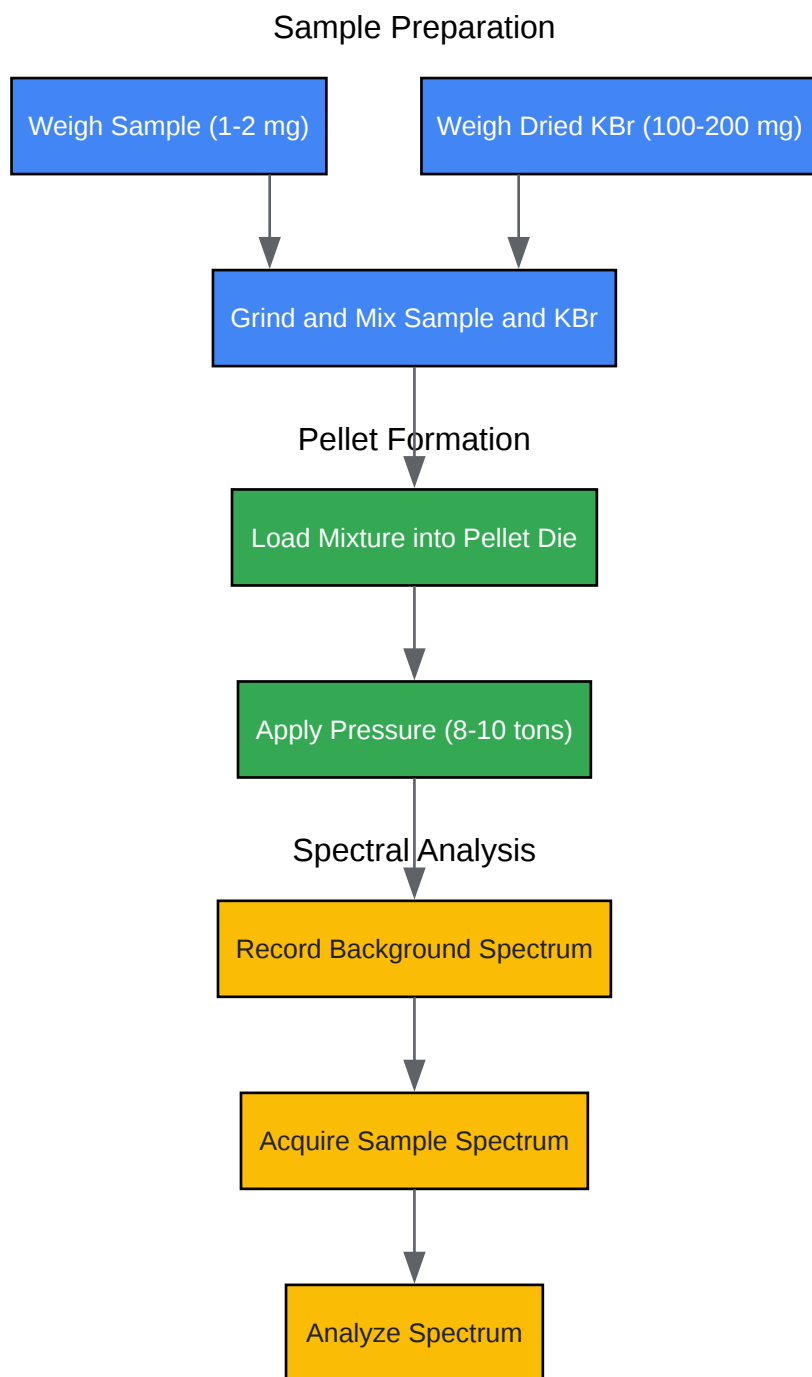 Sample Preparation
Weigh Sample (1-2 mg)
Weigh Dried KBr (100-200 mg)
Grind and Mix Sample and KBr
Pellet Formation
Load Mixture into Pellet Die
Apply Pressure (8-10 tons)
Spectral Analysis
Record Background Spectrum
Acquire Sample Spectrum
Analyze Spectrum